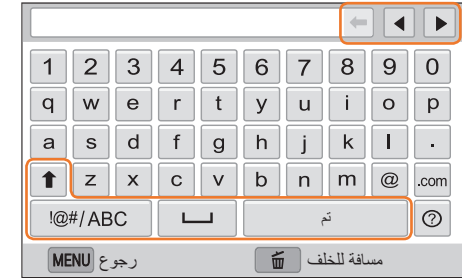 1 2 3 4 5 6 7 8 9 0
q w e r t y u i o p
a s d f g h j k l .
z x c v b n m @ .com
!@#/ABC تم ?
MENU رجوع مسافة للخلف